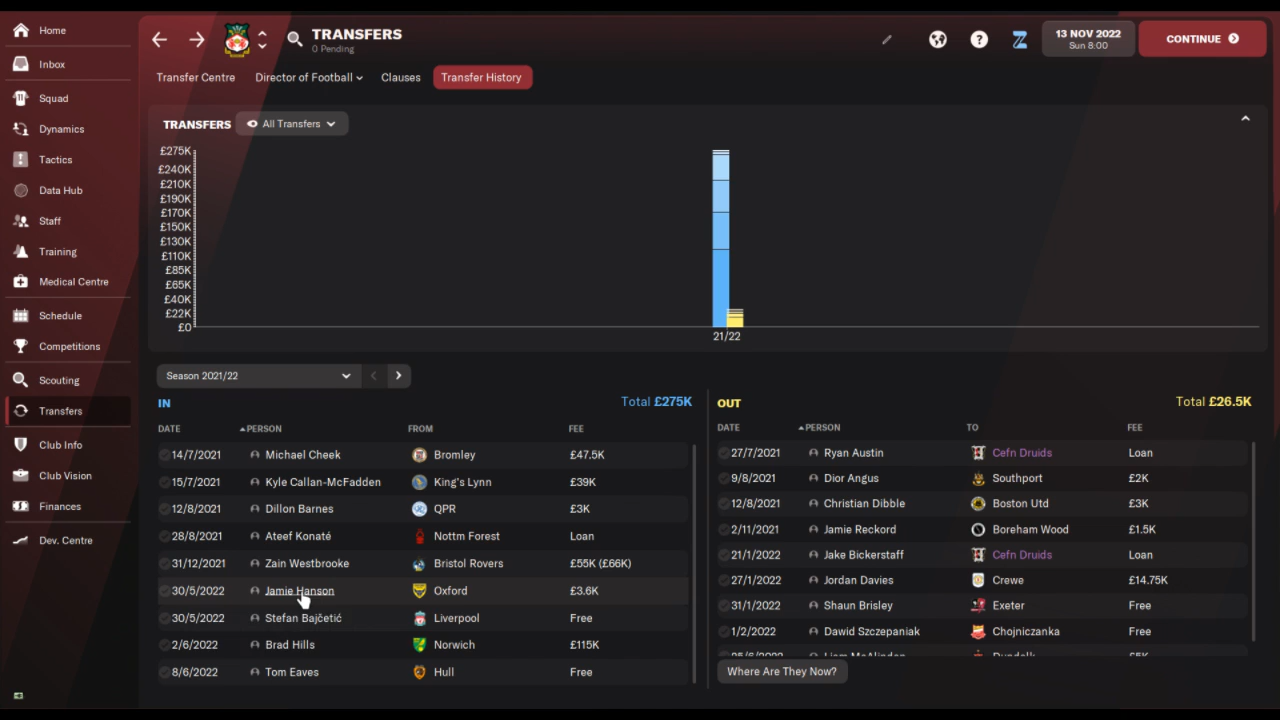 Home
Inbox
Squad
Dynamics
Tactics
Data Hub
Staff
Training
Medical Centre
Schedule
Competitions
Scouting
Transfers
Club Info
Club Vision
Finances
Dev. Centre
TRANSFERS
0 Pending
13 NOV 2022
Sun 8:00
CONTINUE
Transfer Centre Director of Football Clauses Transfer History
TRANSFERS All Transfers
£275K
£240K
£210K
£190K
£170K
£150K
£130K
£110K
£85K
£65K
£40K
£22K
£0
21/22
Season 2021/22
IN Total £275K
DATE PERSON FROM FEE
14/7/2021 Michael Cheek Bromley £47.5K
15/7/2021 Kyle Callan-McFadden King's Lynn £39K
12/8/2021 Dillon Barnes QPR £3K
28/8/2021 Ateef Konaté Nottm Forest Loan
31/12/2021 Zain Westbrooke Bristol Rovers £55K (£66K)
30/5/2022 Jamie Hanson Oxford £3.6K
30/5/2022 Stefan Bajčetić Liverpool Free
2/6/2022 Brad Hills Norwich £115K
8/6/2022 Tom Eaves Hull Free
OUT Total £26.5K
DATE PERSON TO FEE
27/7/2021 Ryan Austin Cefn Druids Loan
9/8/2021 Dior Angus Southport £2K
12/8/2021 Christian Dibble Boston Utd £3K
2/11/2021 Jamie Reckord Boreham Wood £1.5K
21/1/2022 Jake Bickerstaff Cefn Druids Loan
27/1/2022 Jordan Davies Crewe £14.75K
31/1/2022 Shaun Brisley Exeter Free
1/2/2022 Dawid Szczepaniak Chojniczanka Free
Where Are They Now?